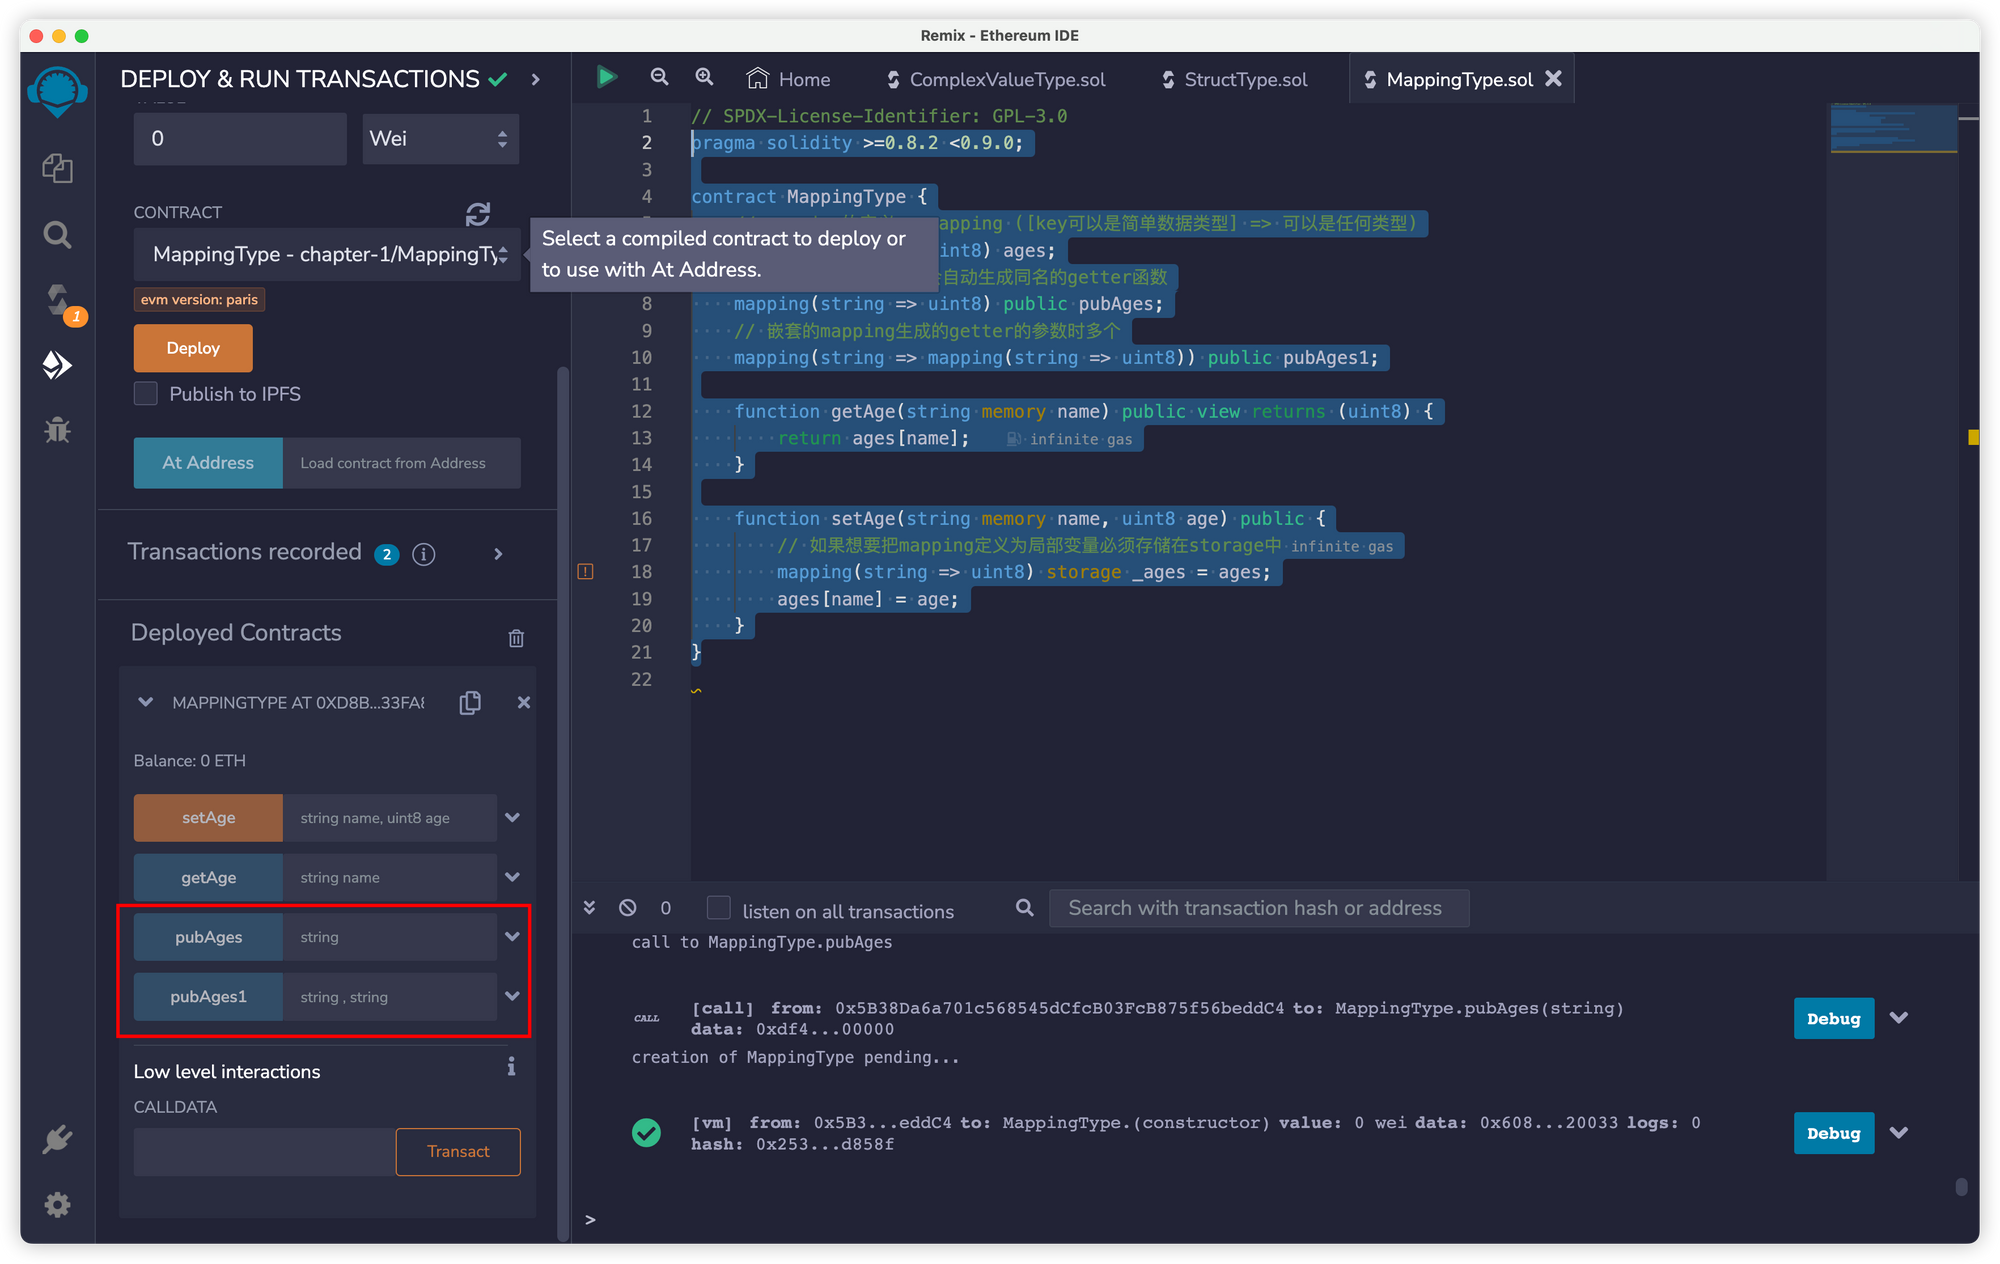 Remix - Ethereum IDE
DEPLOY & RUN TRANSACTIONS
0
Wei
CONTRACT
MappingType - chapter-1/MappingTy
evm version: paris
Deploy
Publish to IPFS
At Address
Load contract from Address
Transactions recorded 2 i
Deployed Contracts
MAPPINGTYPE AT 0XD8B...33FA8
Balance: 0 ETH
setAge
string name, uint8 age
getAge
string name
pubAges
string
pubAges1
string , string
Low level interactions
i
CALLDATA
Transact
1
Select a compiled contract to deploy or
to use with At Address.
Home
ComplexValueType.sol
StructType.sol
MappingType.sol
1 // SPDX-License-Identifier: GPL-3.0
2 pragma solidity >=0.8.2 <0.9.0;
3
4 contract MappingType {
apping ([key可以是简单数据类型] => 可以是任何类型)
int8) ages;
自动生成同名的getter函数
8 mapping(string => uint8) public pubAges;
9 // 嵌套的mapping生成的getter的参数时多个
10 mapping(string => mapping(string => uint8)) public pubAges1;
11
12 function getAge(string memory name) public view returns (uint8) {
13 return ages[name]; infinite gas
14 }
15
16 function setAge(string memory name, uint8 age) public {
17 // 如果想要把mapping定义为局部变量必须存储在storage中 infinite gas
18 mapping(string => uint8) storage _ages = ages;
19 ages[name] = age;
20 }
21 }
22
0
listen on all transactions
Search with transaction hash or address
call to MappingType.pubAges
CALL
[call] from: 0x5B38Da6a701c568545dCfcB03FcB875f56beddC4 to: MappingType.pubAges(string)
data: 0xdf4...00000
Debug
creation of MappingType pending...
[vm] from: 0x5B3...eddC4 to: MappingType.(constructor) value: 0 wei data: 0x608...20033 logs: 0
hash: 0x253...d858f
Debug
>